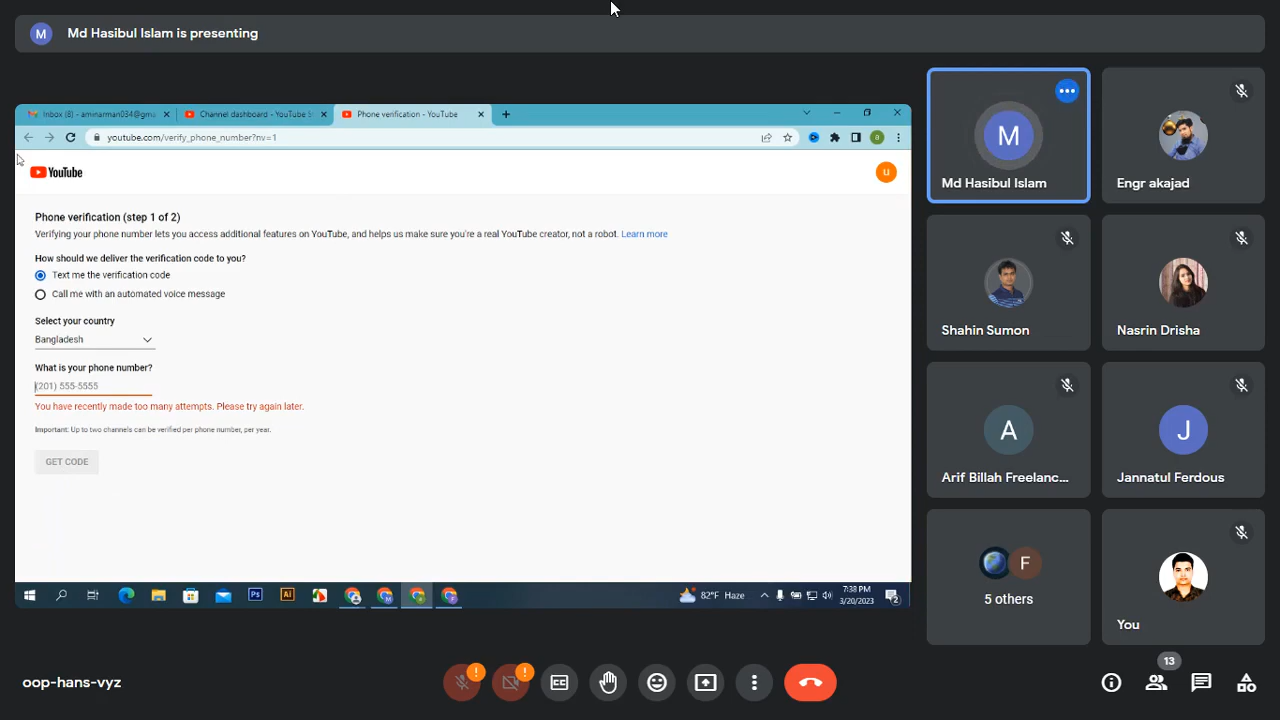 M Md Hasibul Islam is presenting
Inbox (8) - aminarman034@gma
Channel dashboard - YouTube S
Phone verification - YouTube
youtube.com/verify_phone_number?nv=1
YouTube
u
Phone verification (step 1 of 2)
Verifying your phone number lets you access additional features on YouTube, and helps us make sure you're a real YouTube creator, not a robot. Learn more
How should we deliver the verification code to you?
Text me the verification code
Call me with an automated voice message
Select your country
Bangladesh
What is your phone number?
(201) 555-5555
You have recently made too many attempts. Please try again later.
Important: Up to two channels can be verified per phone number, per year.
GET CODE
82°F Haze
7:38 PM
3/20/2023
2
M
Md Hasibul Islam
Engr akajad
Shahin Sumon
Nasrin Drisha
A
Arif Billah Freelanc...
J
Jannatul Ferdous
F
5 others
You
oop-hans-vyz
13